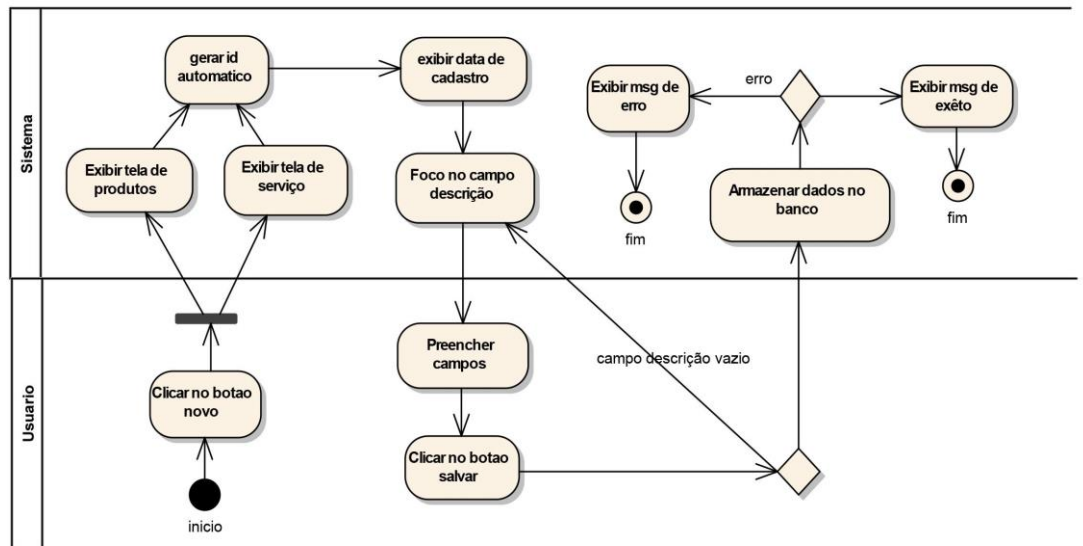 Sistema
gerar id
automatico
exibir data de
cadastro
Exibir msg de
erro
erro
Exibir msg de
exêto
Exibir tela de
produtos
Exibir tela de
serviço
Foco no campo
descrição
Armazenar dados no
banco
fim
fim
Usuario
Preencher
campos
campo descrição vazio
Clicar no botao
novo
Clicar no botao
salvar
inicio